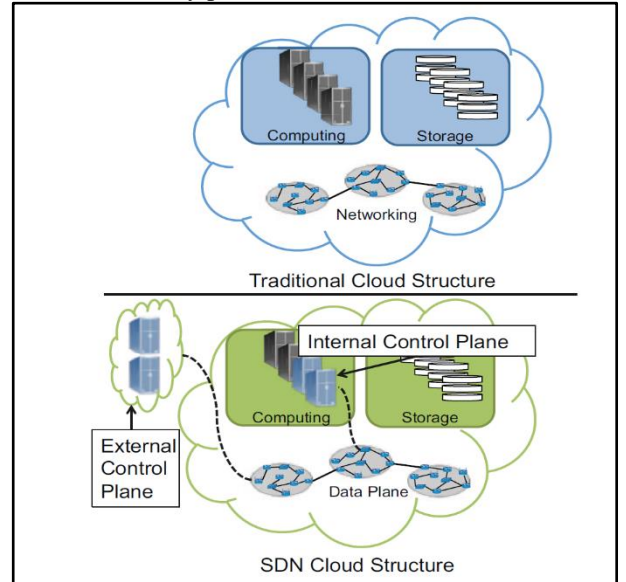 Computing
Storage
Networking
Traditional Cloud Structure
Internal Control Plane
Computing
Storage
External
Control
Plane
Data Plane
SDN Cloud Structure